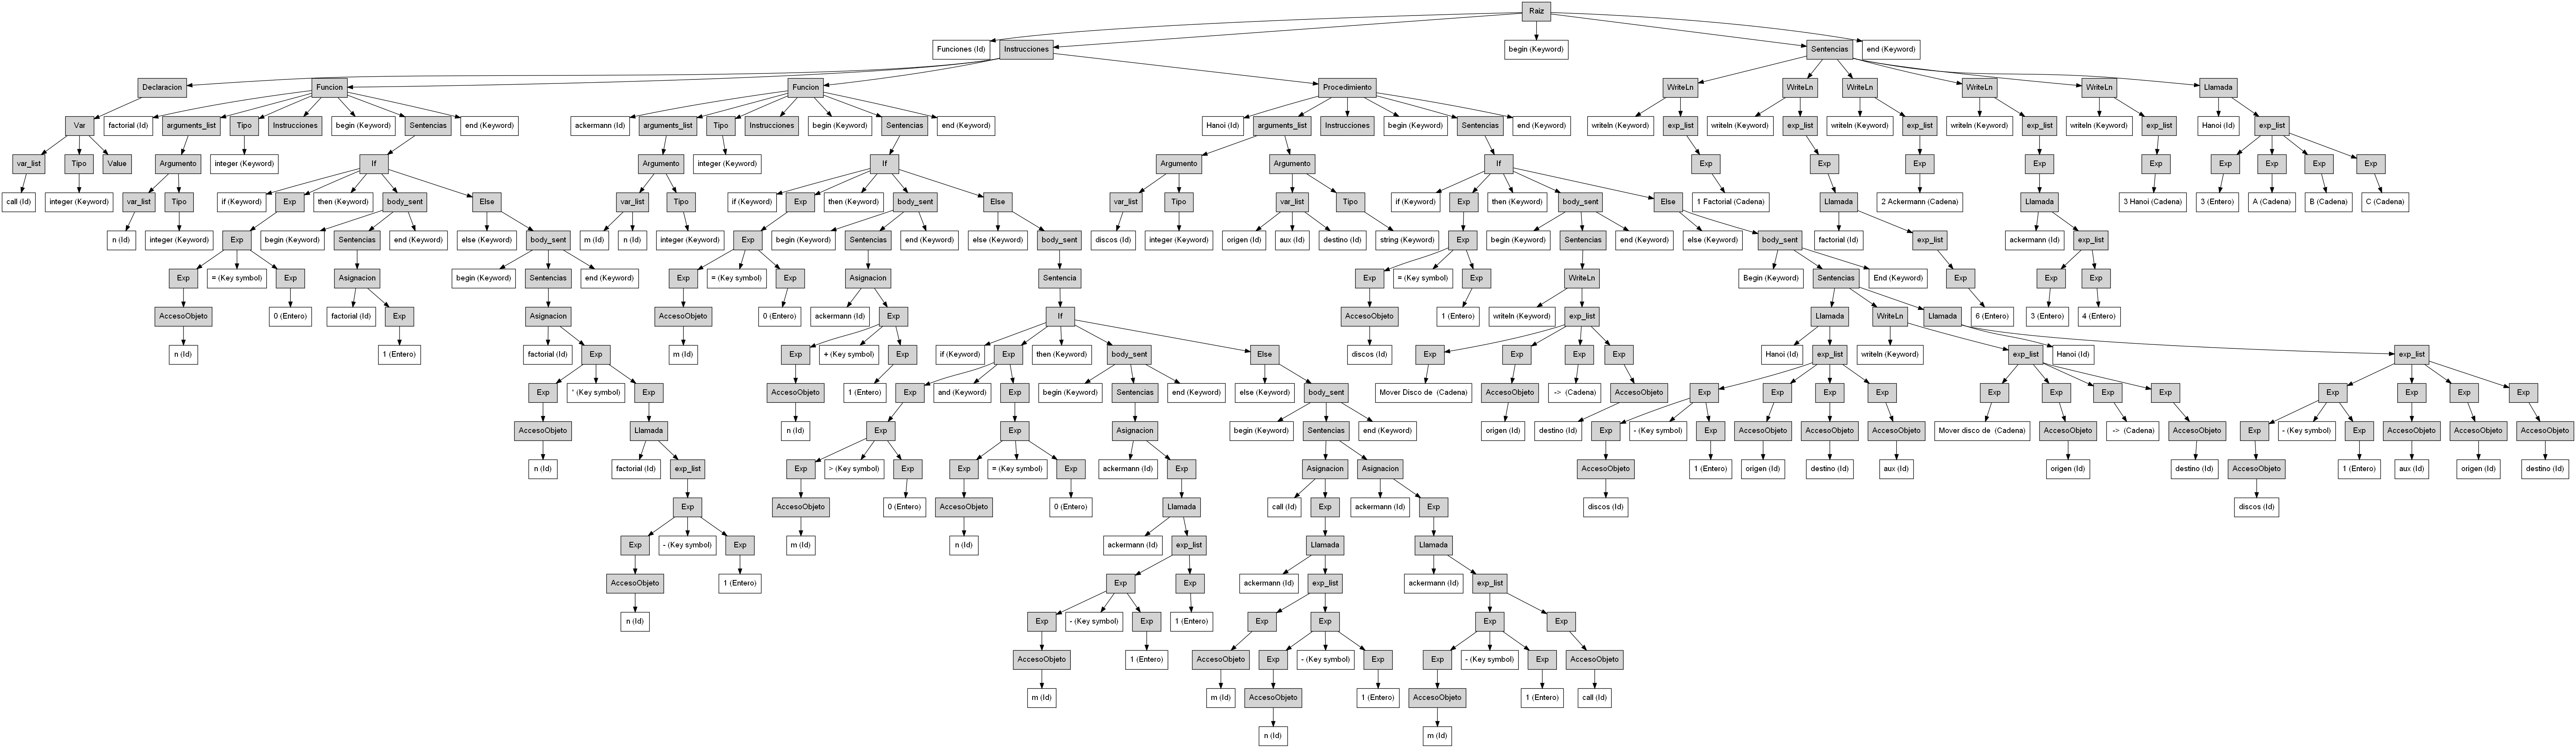 Raiz
Funciones (Id) Instrucciones begin (Keyword) Sentencias end (Keyword)
Declaracion Funcion Funcion Procedimiento WriteLn WriteLn WriteLn WriteLn WriteLn Llamada
Var factorial (Id) arguments_list Tipo Instrucciones begin (Keyword) Sentencias end (Keyword) ackermann (Id) arguments_list Tipo Instrucciones begin (Keyword) Sentencias end (Keyword) Hanoi (Id) arguments_list Instrucciones begin (Keyword) Sentencias end (Keyword) writeln (Keyword) exp_list writeln (Keyword) exp_list writeln (Keyword) exp_list writeln (Keyword) exp_list writeln (Keyword) exp_list Hanoi (Id) exp_list
var_list Tipo Value Argumento integer (Keyword) If Argumento integer (Keyword) If Argumento Argumento If Exp Exp Exp Exp Exp Exp Exp Exp Exp
call (Id) integer (Keyword) var_list Tipo if (Keyword) Exp then (Keyword) body_sent Else var_list Tipo if (Keyword) Exp then (Keyword) body_sent Else var_list Tipo var_list Tipo if (Keyword) Exp then (Keyword) body_sent Else 1 Factorial (Cadena) Llamada 2 Ackermann (Cadena) Llamada 3 Hanoi (Cadena) 3 (Entero) A (Cadena) B (Cadena) C (Cadena)
n (Id) integer (Keyword) Exp begin (Keyword) Sentencias end (Keyword) else (Keyword) body_sent m (Id) n (Id) integer (Keyword) Exp begin (Keyword) Sentencias end (Keyword) else (Keyword) body_sent discos (Id) integer (Keyword) origen (Id) aux (Id) destino (Id) string (Keyword) Exp begin (Keyword) Sentencias end (Keyword) else (Keyword) body_sent factorial (Id) exp_list ackermann (Id) exp_list
Exp = (Key symbol) Exp Asignacion begin (Keyword) Sentencias end (Keyword) Exp = (Key symbol) Exp Asignacion Sentencia Exp = (Key symbol) Exp WriteLn Begin (Keyword) Sentencias End (Keyword) Exp Exp Exp
AccesoObjeto 0 (Entero) factorial (Id) Exp Asignacion AccesoObjeto 0 (Entero) ackermann (Id) Exp If AccesoObjeto 1 (Entero) writeln (Keyword) exp_list Llamada WriteLn Llamada 6 (Entero) 3 (Entero) 4 (Entero)
n (Id) 1 (Entero) factorial (Id) Exp m (Id) Exp + (Key symbol) Exp if (Keyword) Exp then (Keyword) body_sent Else discos (Id) Exp Exp Exp Exp Hanoi (Id) exp_list writeln (Keyword) exp_list Hanoi (Id) exp_list
Exp * (Key symbol) Exp AccesoObjeto 1 (Entero) Exp and (Keyword) Exp begin (Keyword) Sentencias end (Keyword) else (Keyword) body_sent Mover Disco de (Cadena) AccesoObjeto -> (Cadena) AccesoObjeto Exp Exp Exp Exp Exp Exp Exp Exp Exp Exp Exp Exp
AccesoObjeto Llamada n (Id) Exp Exp Asignacion begin (Keyword) Sentencias end (Keyword) origen (Id) destino (Id) Exp - (Key symbol) Exp AccesoObjeto AccesoObjeto AccesoObjeto Mover disco de (Cadena) AccesoObjeto -> (Cadena) AccesoObjeto Exp - (Key symbol) Exp AccesoObjeto AccesoObjeto AccesoObjeto
n (Id) factorial (Id) exp_list Exp > (Key symbol) Exp Exp = (Key symbol) Exp ackermann (Id) Exp Asignacion Asignacion AccesoObjeto 1 (Entero) origen (Id) destino (Id) aux (Id) origen (Id) destino (Id) AccesoObjeto 1 (Entero) aux (Id) origen (Id) destino (Id)
Exp AccesoObjeto 0 (Entero) AccesoObjeto 0 (Entero) Llamada call (Id) Exp ackermann (Id) Exp discos (Id) discos (Id)
Exp - (Key symbol) Exp m (Id) n (Id) ackermann (Id) exp_list Llamada Llamada
AccesoObjeto 1 (Entero) Exp Exp ackermann (Id) exp_list ackermann (Id) exp_list
n (Id) Exp - (Key symbol) Exp 1 (Entero) Exp Exp Exp Exp
AccesoObjeto 1 (Entero) AccesoObjeto Exp - (Key symbol) Exp Exp - (Key symbol) Exp AccesoObjeto
m (Id) m (Id) AccesoObjeto 1 (Entero) AccesoObjeto 1 (Entero) call (Id)
n (Id) m (Id)